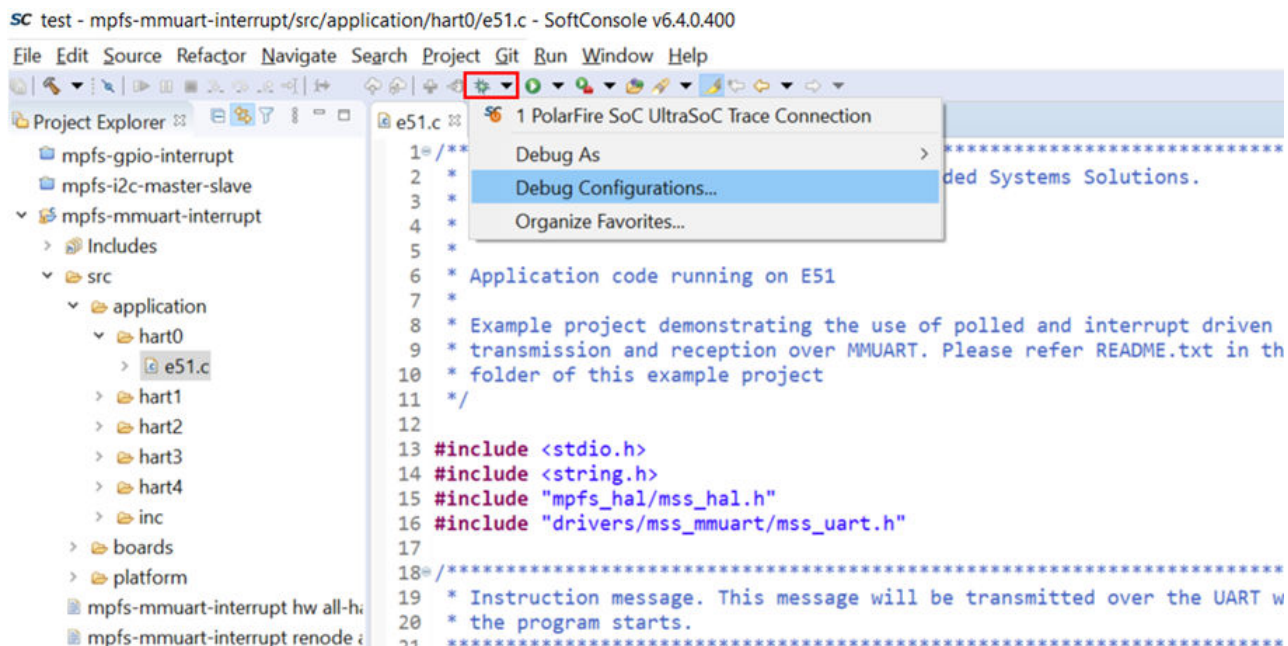 SC test - mpfs-mmuart-interrupt/src/application/hart0/e51.c - SoftConsole v6.4.0.400
File Edit Source Refactor Navigate Search Project Git Run Window Help
Project Explorer
mpfs-gpio-interrupt
mpfs-i2c-master-slave
mpfs-mmuart-interrupt
Includes
src
application
hart0
e51.c
hart1
hart2
hart3
hart4
inc
boards
platform
mpfs-mmuart-interrupt hw all-ha
mpfs-mmuart-interrupt renode
e51.c
1 PolarFire SoC UltraSoC Trace Connection
Debug As
Debug Configurations...
Organize Favorites...
1 /** *****************************
2 * ded Systems Solutions.
3 *
4 *
5 *
6 * Application code running on E51
7 *
8 * Example project demonstrating the use of polled and interrupt driven
9 * transmission and reception over MMUART. Please refer README.txt in th
10 * folder of this example project
11 */
12
13 #include <stdio.h>
14 #include <string.h>
15 #include "mpfs_hal/mss_hal.h"
16 #include "drivers/mss_mmuart/mss_uart.h"
17
18 /******************************************************************************
19 * Instruction message. This message will be transmitted over the UART w
20 * the program starts.
21 ******************************************************************************